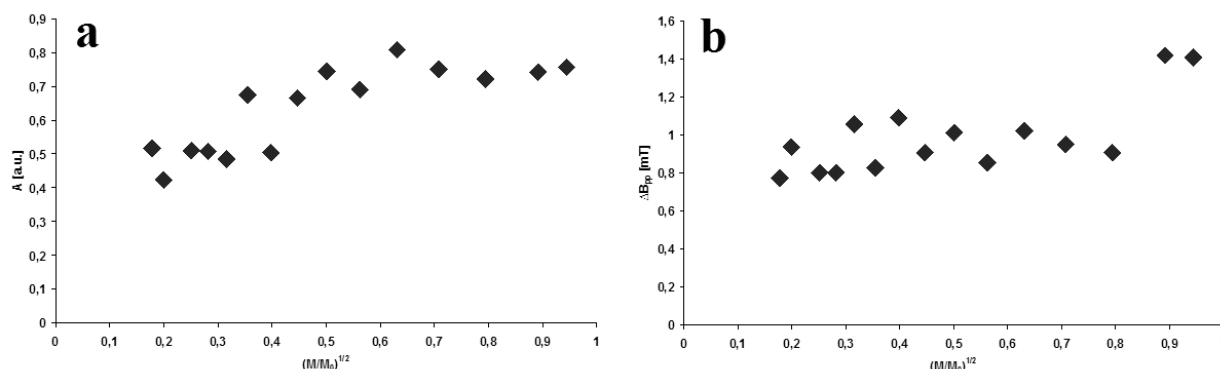 a
0,9
0,8
0,7
0,6
0,5
0,4
0,3
0,2
0,1
0
A [a.u.]
0 0,1 0,2 0,3 0,4 0,5 0,6 0,7 0,8 0,9 1
(M/M₀)¹/²
b
1,6
1,4
1,2
1
0,8
0,6
0,4
0,2
0
ΔBpp [mT]
0 0,1 0,2 0,3 0,4 0,5 0,6 0,7 0,8 0,9
(M/M₀)¹/²